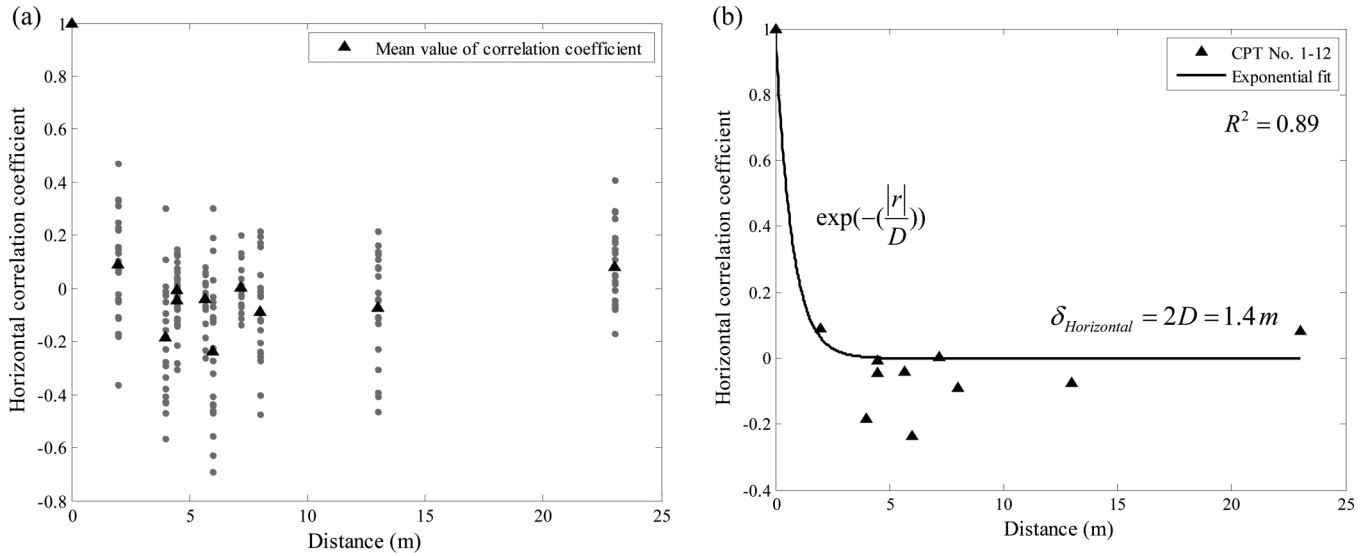 (a)
1
0.8
0.6
0.4
0.2
0
-0.2
-0.4
-0.6
-0.8
Horizontal correlation coefficient
Mean value of correlation coefficient
0 5 10 15 20 25
Distance (m)
(b)
1
0.8
0.6
0.4
0.2
0
-0.2
-0.4
Horizontal correlation coefficient
CPT No. 1-12
Exponential fit
R² = 0.89
exp(-(|r|/D))
δHorizontal = 2D = 1.4 m
0 5 10 15 20 25
Distance (m)